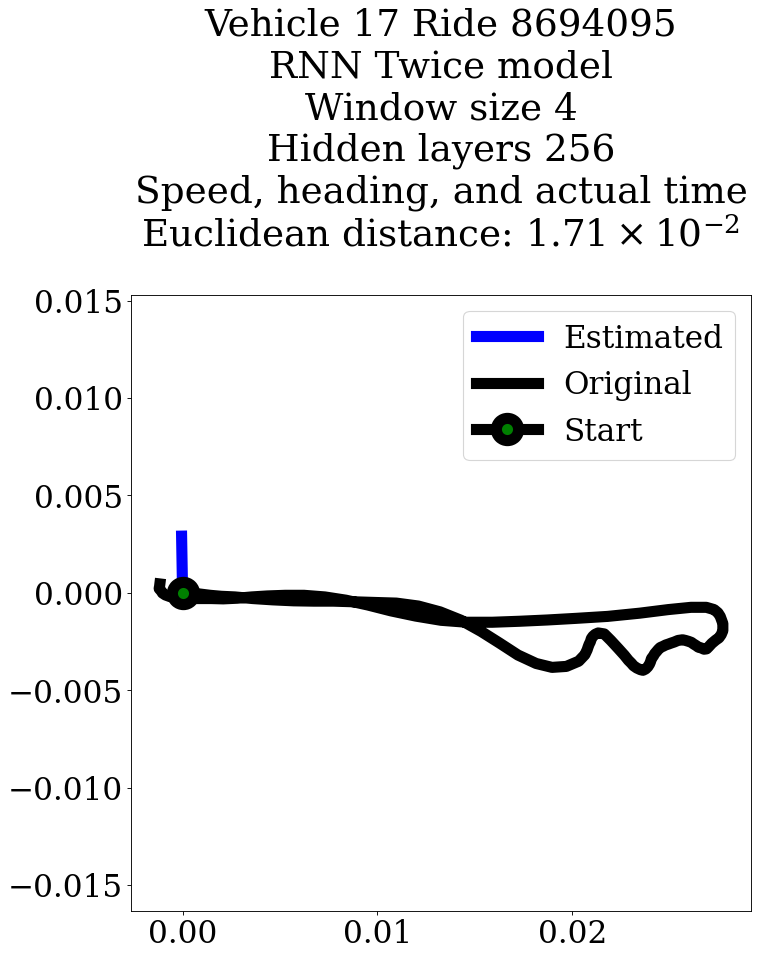 Vehicle 17 Ride 8694095
RNN Twice model
Window size 4
Hidden layers 256
Speed, heading, and actual time
Euclidean distance: 1.71 × 10⁻²
0.015
Estimated
0.010
Original
Start
0.005
0.000
−0.005
−0.010
−0.015
0.00 0.01 0.02